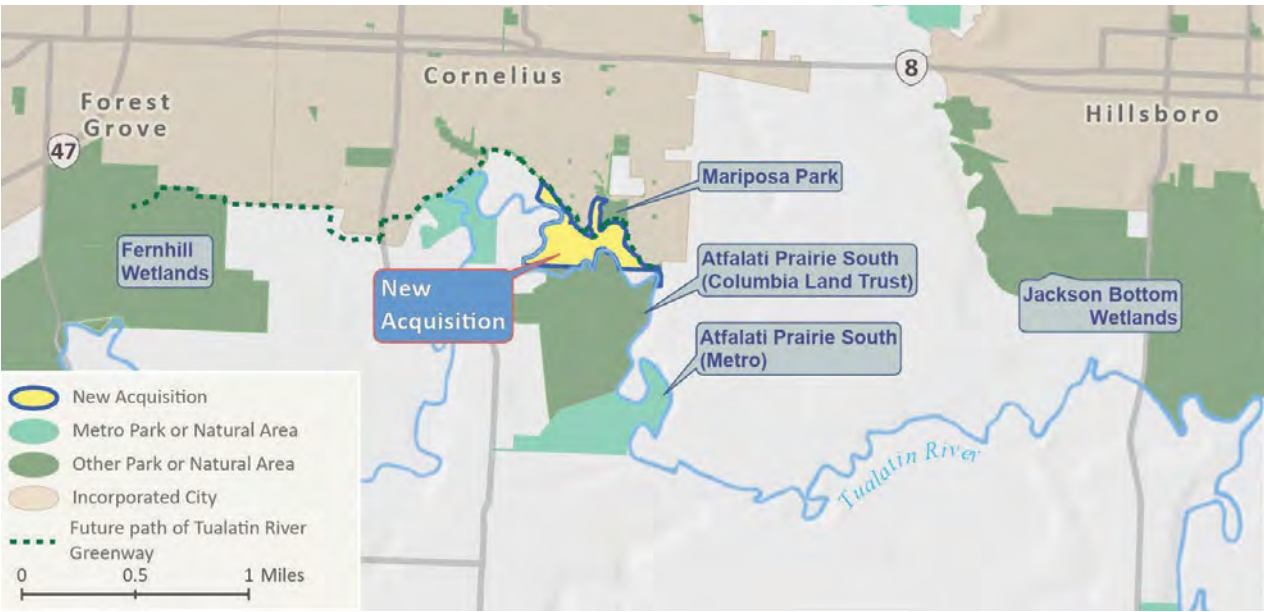 Cornelius
8
Forest
Grove
Hillsboro
47
Mariposa Park
Fernhill
Wetlands
Atfalati Prairie South
(Columbia Land Trust)
New
Acquisition
Jackson Bottom
Wetlands
Atfalati Prairie South
(Metro)
Tualatin River
New Acquisition
Metro Park or Natural Area
Other Park or Natural Area
Incorporated City
Future path of Tualatin River
Greenway
0 0.5 1 Miles